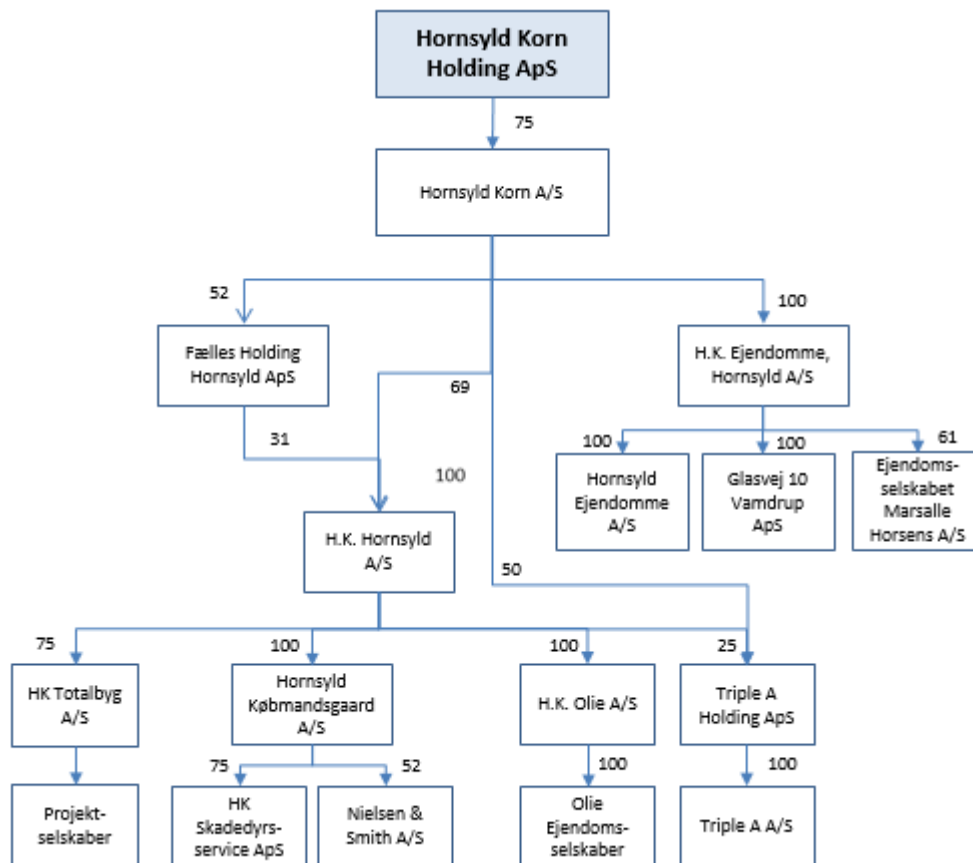 Hornsyld Korn
Holding ApS
75
Hornsyld Korn A/S
52
100
Fælles Holding
Hornsyld ApS
H.K. Ejendomme,
Hornsyld A/S
69
31
100
100
100
61
Hornsyld
Ejendomme
A/S
Glasvej 10
Vamdrup
ApS
Ejendoms-
selskabet
Marsalle
Horsens A/S
H.K. Hornsyld
A/S
50
75
100
100
25
HK Totalbyg
A/S
Hornsyld
Købmandsgaard
A/S
H.K. Olie A/S
Triple A
Holding ApS
75
52
100
100
Projekt-
selskaber
HK
Skadedyrs-
service ApS
Nielsen &
Smith A/S
Olie
Ejendoms-
selskaber
Triple A A/S